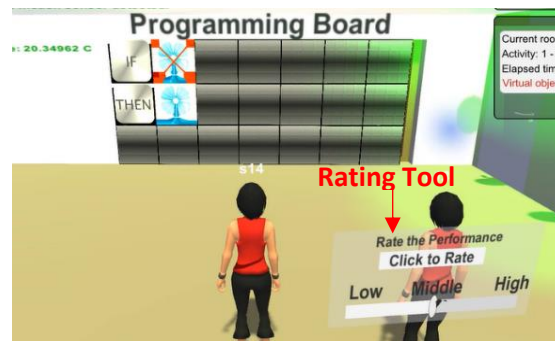 Programming Board
: 20.34962 C
IF
THEN
s14
Current roo
Activity: 1 -
Elapsed tim
Virtual obje
Rating Tool
Rate the Performance
Click to Rate
Low Middle High